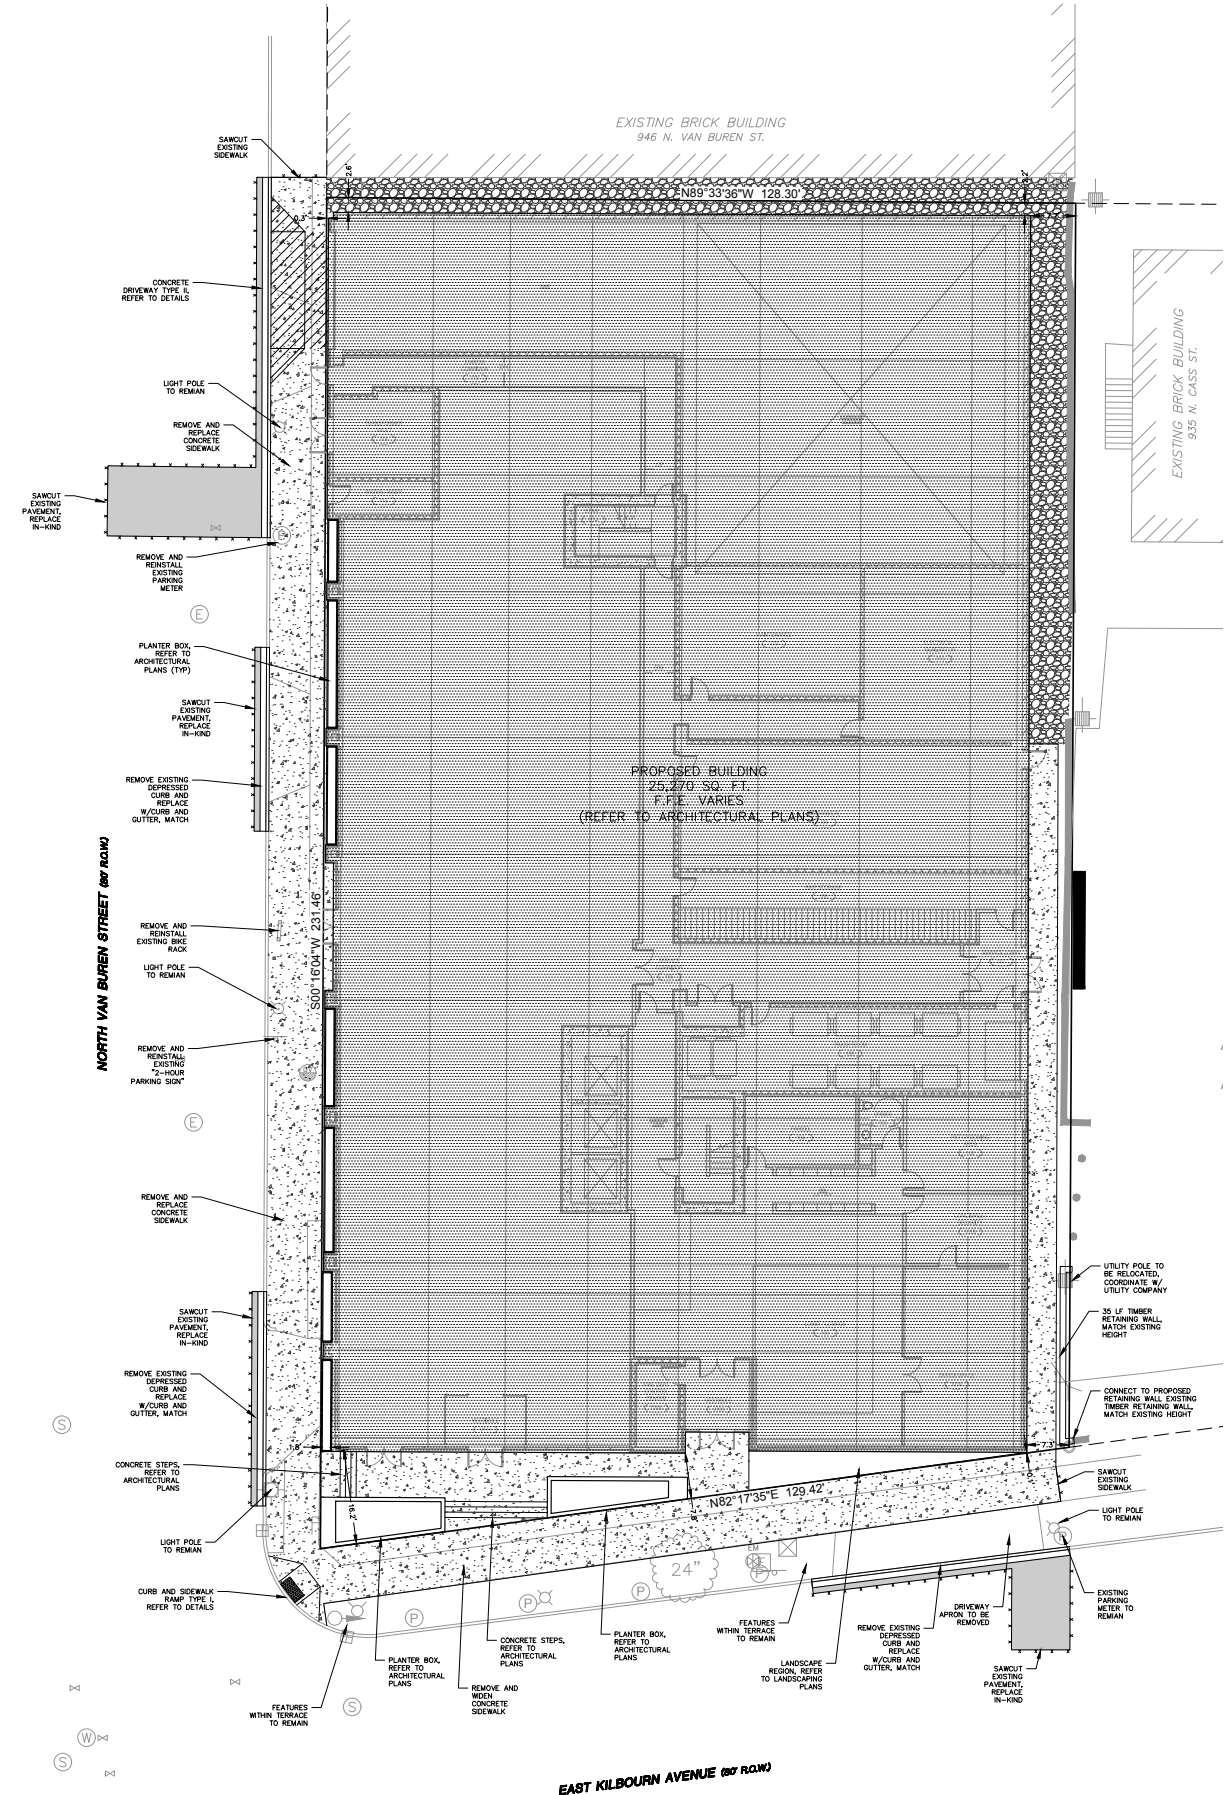 EXISTING BRICK BUILDING
946 N. VAN BUREN ST.
SAWCUT
EXISTING
SIDEWALK
2.6'
N89°33'36"W 128.30'
0.3'
CONCRETE
DRIVEWAY TYPE II,
REFER TO DETAILS
EXISTING BRICK BUILDING
935 N. CASS ST.
LIGHT POLE
TO REMIAN
REMOVE AND
REPLACE
CONCRETE
SIDEWALK
SAWCUT
EXISTING
PAVEMENT,
REPLACE
IN-KIND
REMOVE AND
REINSTALL
EXISTING
PARKING
METER
E
PLANTER BOX,
REFER TO
ARCHITECTURAL
PLANS (TYP)
SAWCUT
EXISTING
PAVEMENT,
REPLACE
IN-KIND
PROPOSED BUILDING
25,270 SQ. FT.
F.F.E. VARIES
(REFER TO ARCHITECTURAL PLANS)
REMOVE EXISTING
DEPRESSED
CURB AND
REPLACE
W/CURB AND
GUTTER, MATCH
NORTH VAN BUREN STREET (80' R.O.W.)
S00°16'04"W 231.46'
REMOVE AND
REINSTALL
EXISTING BIKE
RACK
LIGHT POLE
TO REMIAN
REMOVE AND
REINSTALL
EXISTING
"2-HOUR
PARKING SIGN"
E
REMOVE AND
REPLACE
CONCRETE
SIDEWALK
UTILITY POLE TO
BE RELOCATED,
COORDINATE W/
UTILITY COMPANY
SAWCUT
EXISTING
PAVEMENT,
REPLACE
IN-KIND
35 LF TIMBER
RETAINING WALL,
MATCH EXISTING
HEIGHT
REMOVE EXISTING
DEPRESSED
CURB AND
REPLACE
W/CURB AND
GUTTER, MATCH
CONNECT TO PROPOSED
RETAINING WALL EXISTING
TIMBER RETAINING WALL,
MATCH EXISTING HEIGHT
S
1.8'
7.3'
CONCRETE STEPS,
REFER TO
ARCHITECTURAL
PLANS
16.2'
N82°17'35"E 129.42'
SAWCUT
EXISTING
SIDEWALK
LIGHT POLE
TO REMIAN
LIGHT POLE
TO REMIAN
EM
24"
P
P
P
P
CURB AND SIDEWALK
RAMP TYPE I,
REFER TO DETAILS
EXISTING
PARKING
METER TO
REMIAN
DRIVEWAY
APRON TO BE
REMOVED
FEATURES
WITHIN TERRACE
TO REMAIN
REMOVE EXISTING
DEPRESSED
CURB AND
REPLACE
W/CURB AND
GUTTER, MATCH
PLANTER BOX,
REFER TO
ARCHITECTURAL
PLANS
CONCRETE STEPS,
REFER TO
ARCHITECTURAL
PLANS
PLANTER BOX,
REFER TO
ARCHITECTURAL
PLANS
LANDSCAPE
REGION, REFER
TO LANDSCAPING
PLANS
SAWCUT
EXISTING
PAVEMENT,
REPLACE
IN-KIND
REMOVE AND
WIDEN
CONCRETE
SIDEWALK
FEATURES
WITHIN TERRACE
TO REMAIN
S
W
S
EAST KILBOURN AVENUE (80' R.O.W.)